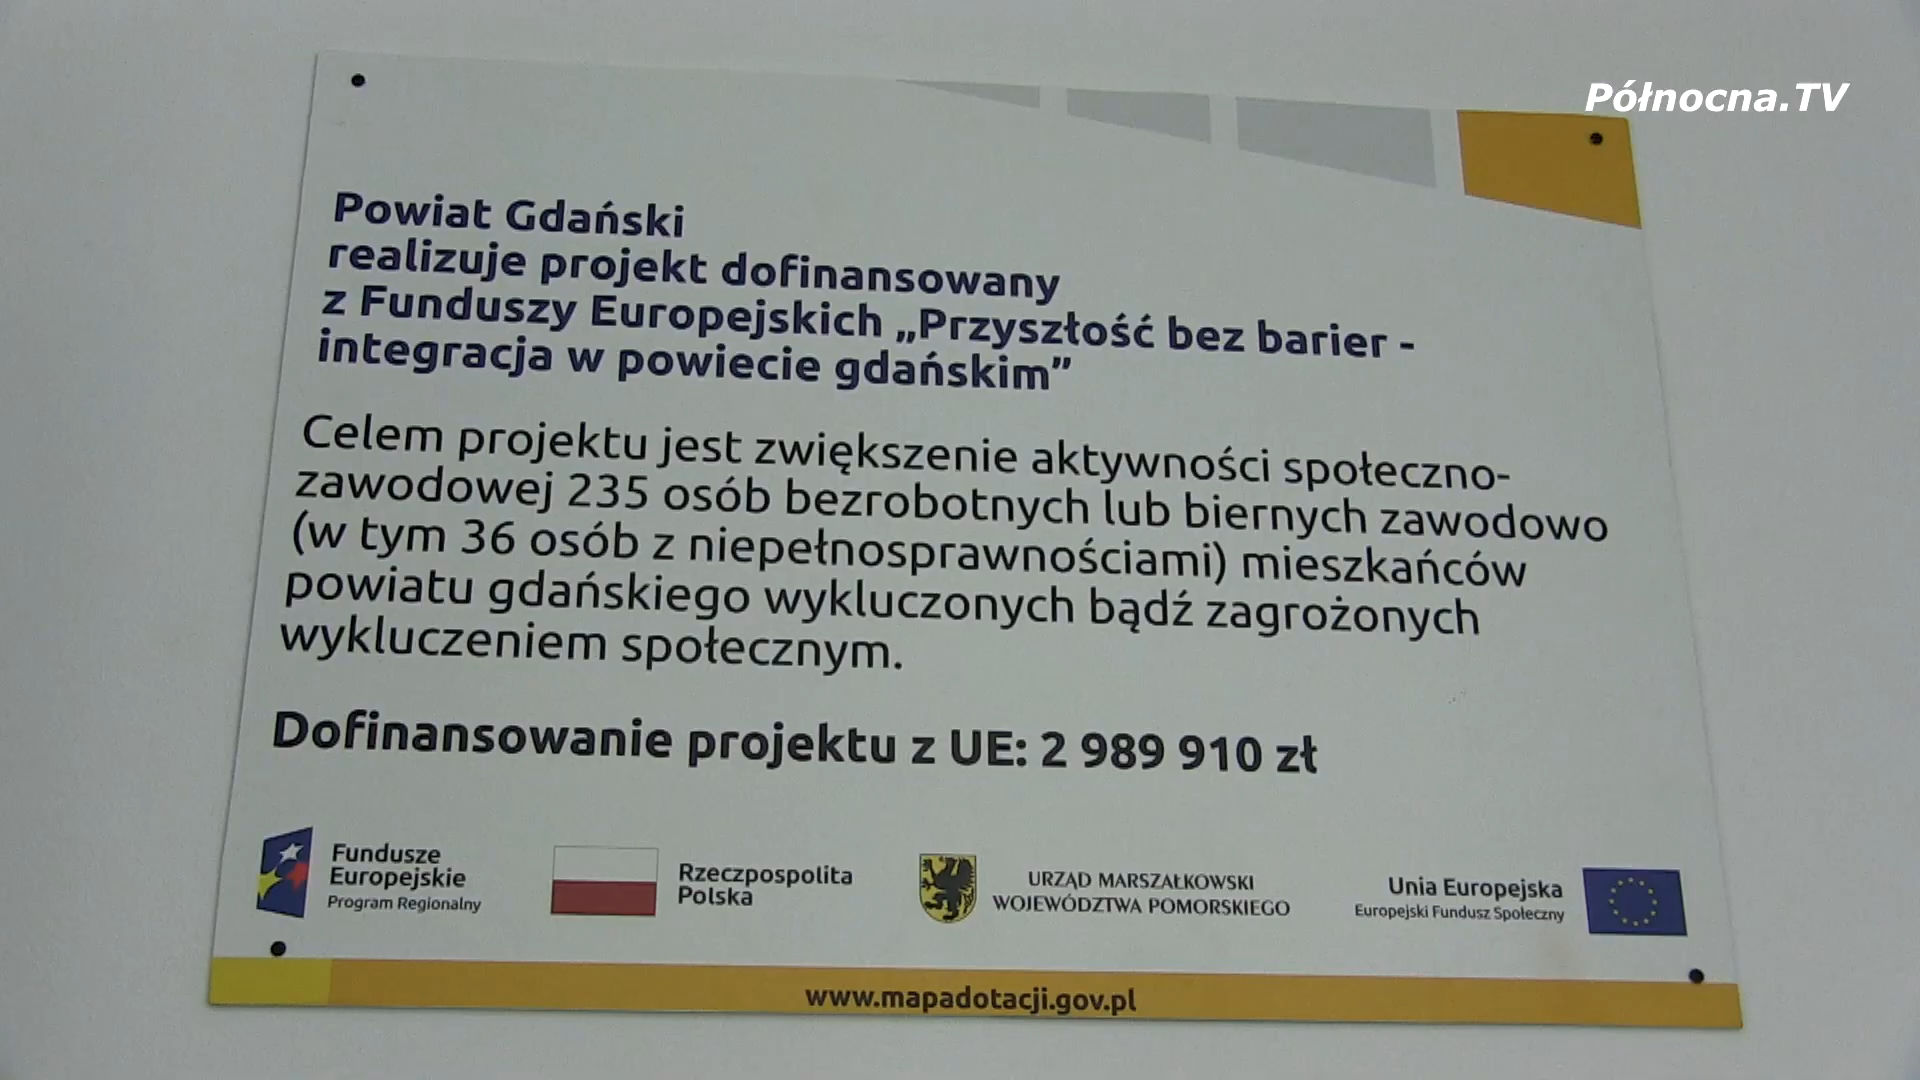 Północna.TV
Powiat Gdański
realizuje projekt dofinansowany
z Funduszy Europejskich „Przyszłość bez barier -
integracja w powiecie gdańskim”
Celem projektu jest zwiększenie aktywności społeczno-
zawodowej 235 osób bezrobotnych lub biernych zawodowo
(w tym 36 osób z niepełnosprawnościami) mieszkańców
powiatu gdańskiego wykluczonych bądź zagrożonych
wykluczeniem społecznym.
Dofinansowanie projektu z UE: 2 989 910 zł
Fundusze
Europejskie
Program Regionalny
Rzeczpospolita
Polska
URZĄD MARSZAŁKOWSKI
WOJEWÓDZTWA POMORSKIEGO
Unia Europejska
Europejski Fundusz Społeczny
www.mapadotacji.gov.pl